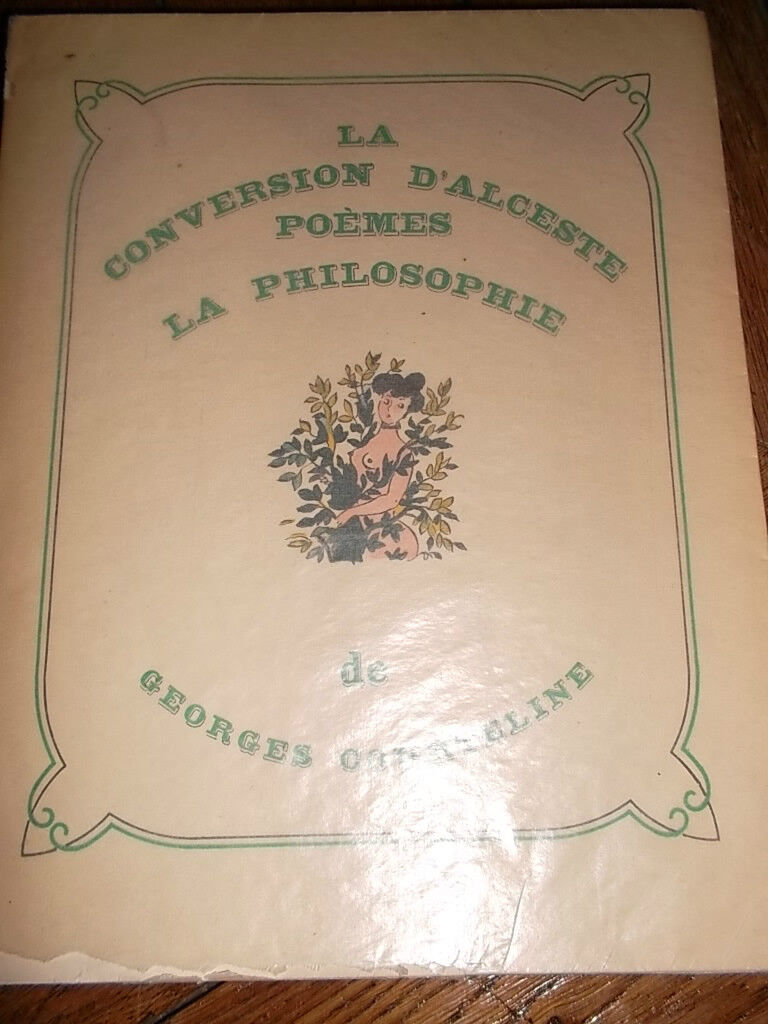 LA
CONVERSION D'ALCESTE
POÈMES
LA PHILOSOPHIE
de
GEORGES